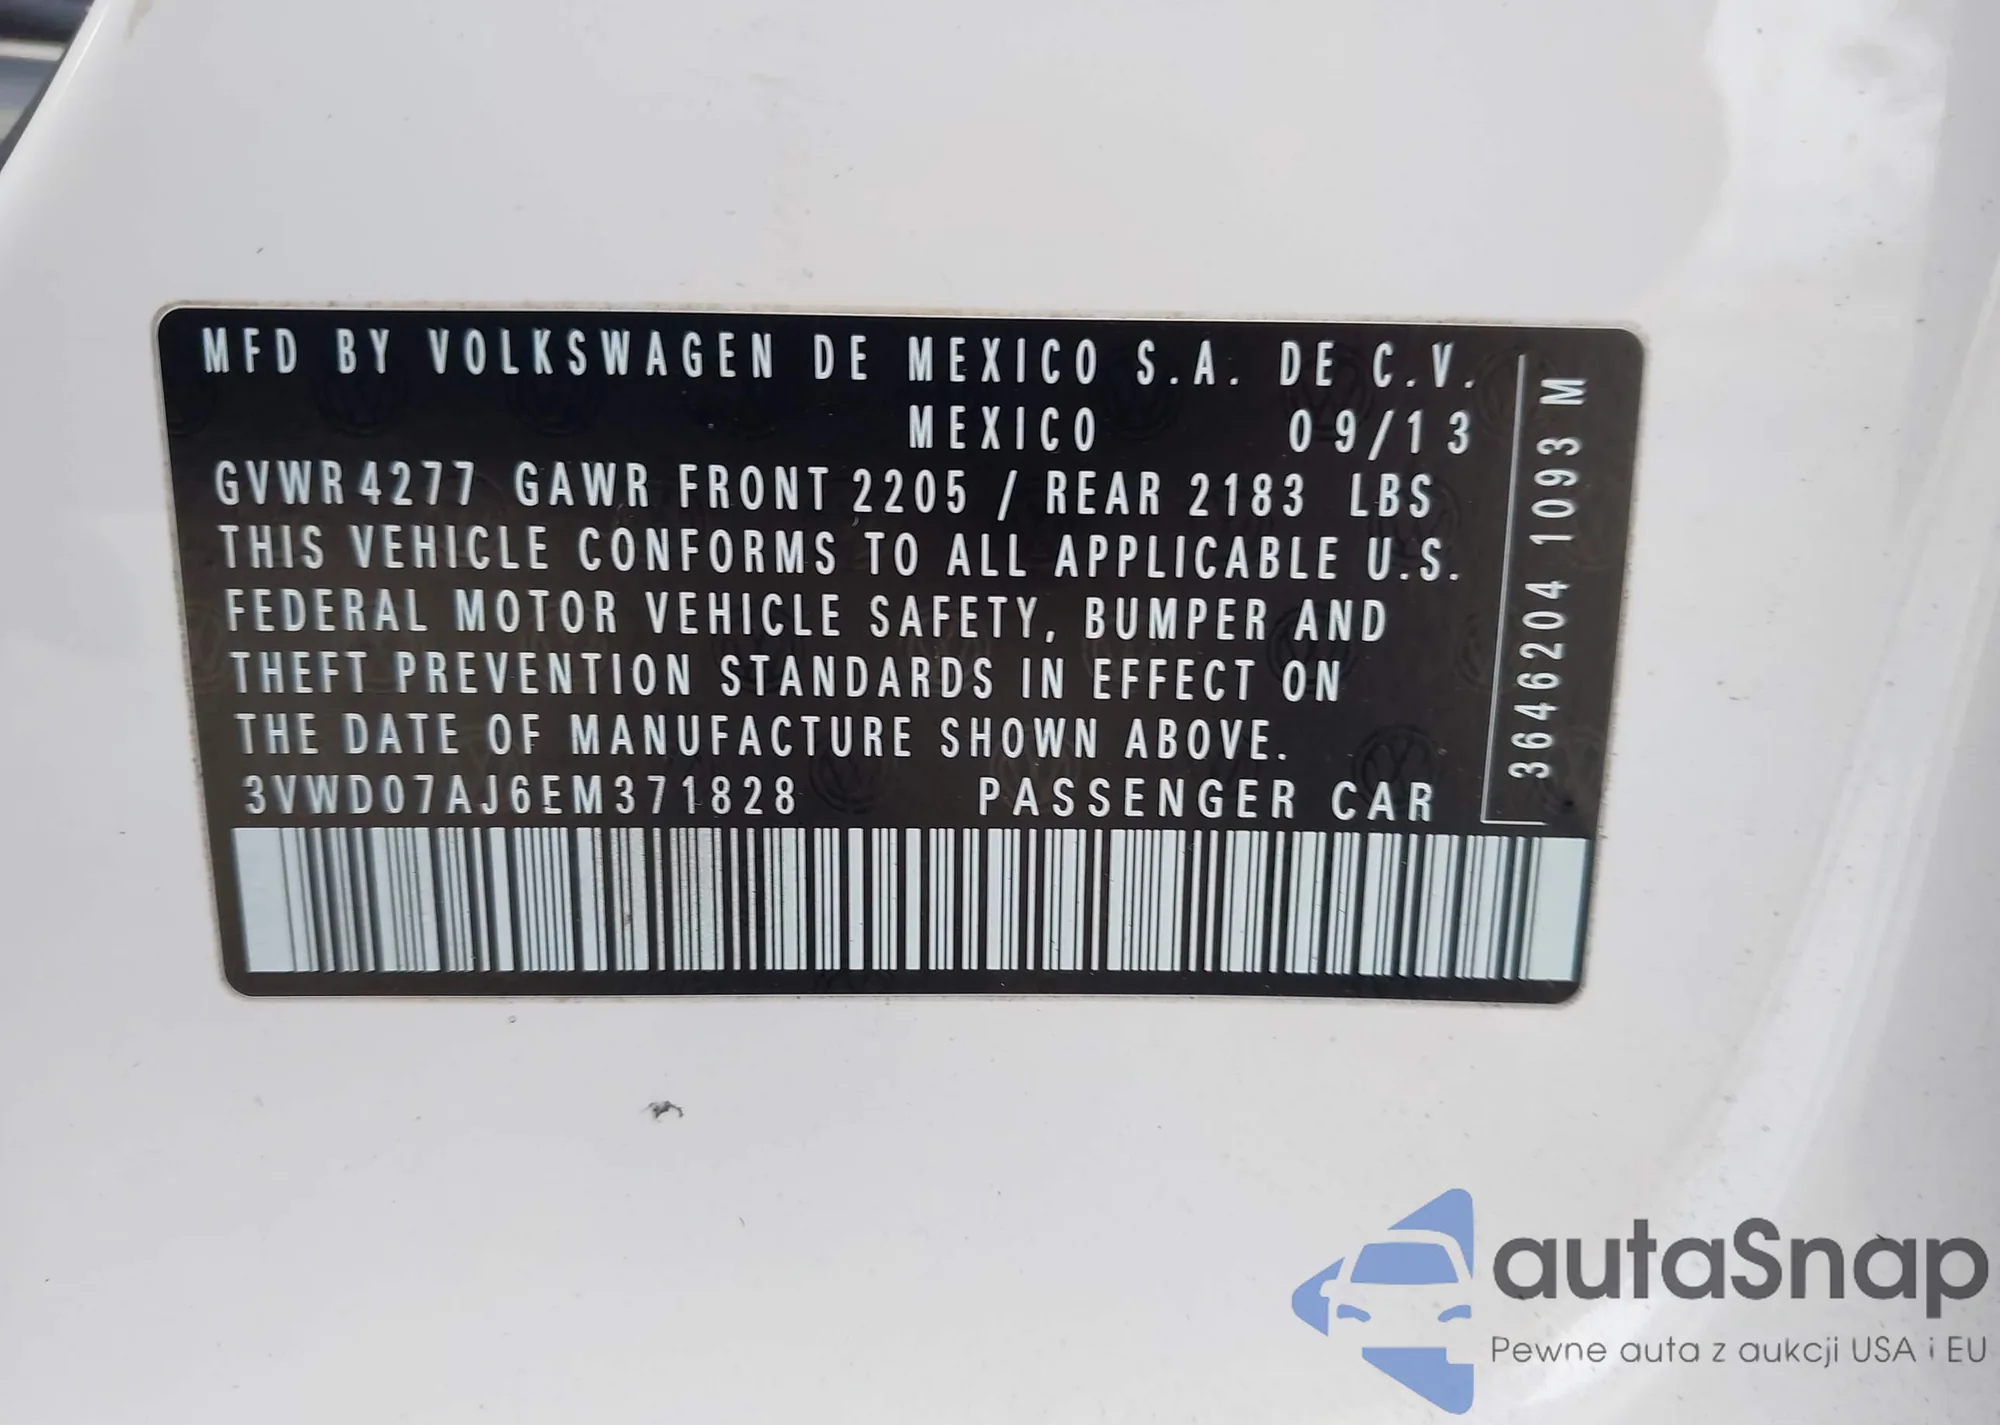 MFD BY VOLKSWAGEN DE MEXICO S.A. DE C.V.
MEXICO 09/13
GVWR 4277 GAWR FRONT 2205 / REAR 2183 LBS
THIS VEHICLE CONFORMS TO ALL APPLICABLE U.S.
FEDERAL MOTOR VEHICLE SAFETY, BUMPER AND
THEFT PREVENTION STANDARDS IN EFFECT ON
THE DATE OF MANUFACTURE SHOWN ABOVE.
3VWD07AJ6EM371828 PASSENGER CAR
3646204 1093 M
autaSnap
Pewne auta z aukcji USA i EU